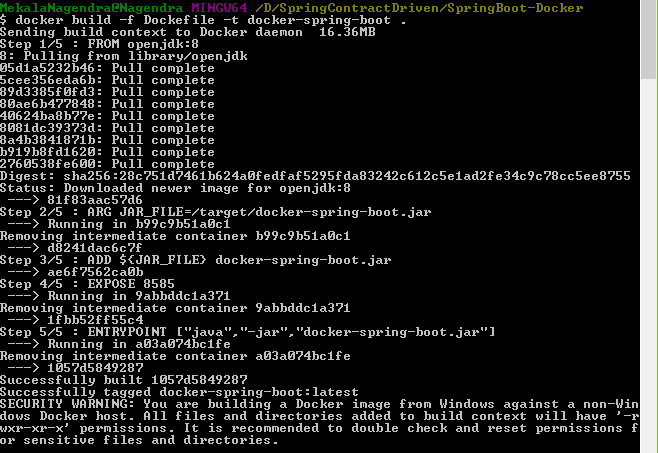 MekalaNagendra@Nagendra MINGW64 /D/SpringContractDriven/SpringBoot-Docker
$ docker build -f Dockefile -t docker-spring-boot .
Sending build context to Docker daemon  16.36MB
Step 1/5 : FROM openjdk:8
8: Pulling from library/openjdk
05d1a5232b46: Pull complete
5cee356eda6b: Pull complete
89d3385f0fd3: Pull complete
80ae6b477848: Pull complete
40624ba8b77e: Pull complete
8081dc39373d: Pull complete
8a4b3841871b: Pull complete
b919b8fd1620: Pull complete
2760538fe600: Pull complete
Digest: sha256:28c751d7461b624a0fedfaf5295fda83242c612c5e1ad2fe34c9c78cc5ee8755
Status: Downloaded newer image for openjdk:8
 ---> 81f83aac57d6
Step 2/5 : ARG JAR_FILE=/target/docker-spring-boot.jar
 ---> Running in b99c9b51a0c1
Removing intermediate container b99c9b51a0c1
 ---> d8241dac6c7f
Step 3/5 : ADD ${JAR_FILE} docker-spring-boot.jar
 ---> ae6f7562ca0b
Step 4/5 : EXPOSE 8585
 ---> Running in 9abbddc1a371
Removing intermediate container 9abbddc1a371
 ---> 1fbb52ff55c4
Step 5/5 : ENTRYPOINT ["java","-jar","docker-spring-boot.jar"]
 ---> Running in a03a074bc1fe
Removing intermediate container a03a074bc1fe
 ---> 1057d5849287
Successfully built 1057d5849287
Successfully tagged docker-spring-boot:latest
SECURITY WARNING: You are building a Docker image from Windows against a non-Win
dows Docker host. All files and directories added to build context will have '-r
wxr-xr-x' permissions. It is recommended to double check and reset permissions f
or sensitive files and directories.